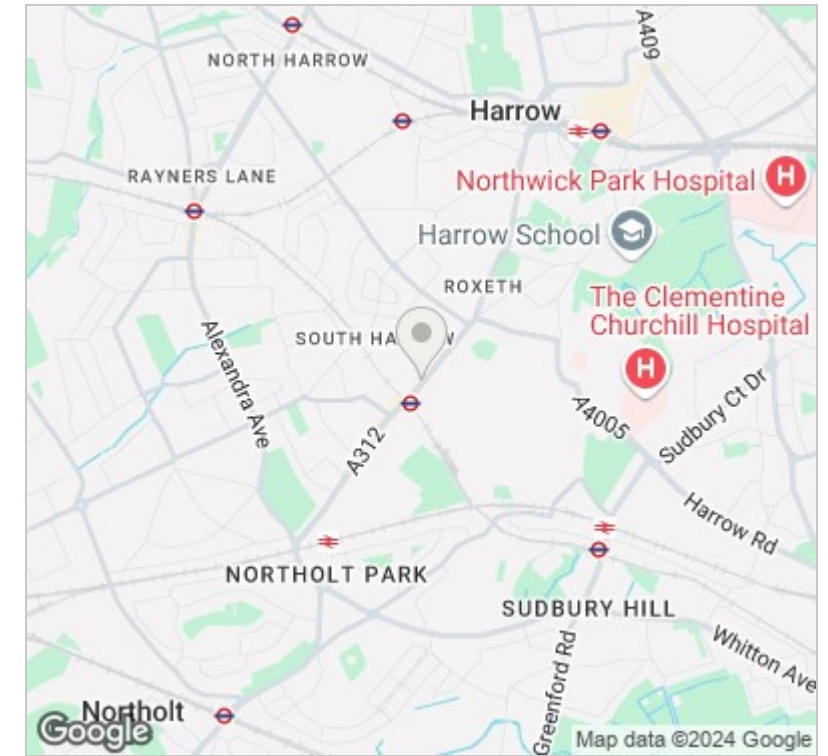 A409
NORTH HARROW
Harrow
RAYNERS LANE
Northwick Park Hospital
H
Harrow School
ROXETH
The Clementine
Churchill Hospital
SOUTH HA W
H
Alexandra Ave
A312
A4005
Sudbury Ct Dr
Harrow Rd
NORTHOLT PARK
SUDBURY HILL
Whitton Ave
Greenford Rd
Northolt
Google
Map data ©2024 Google